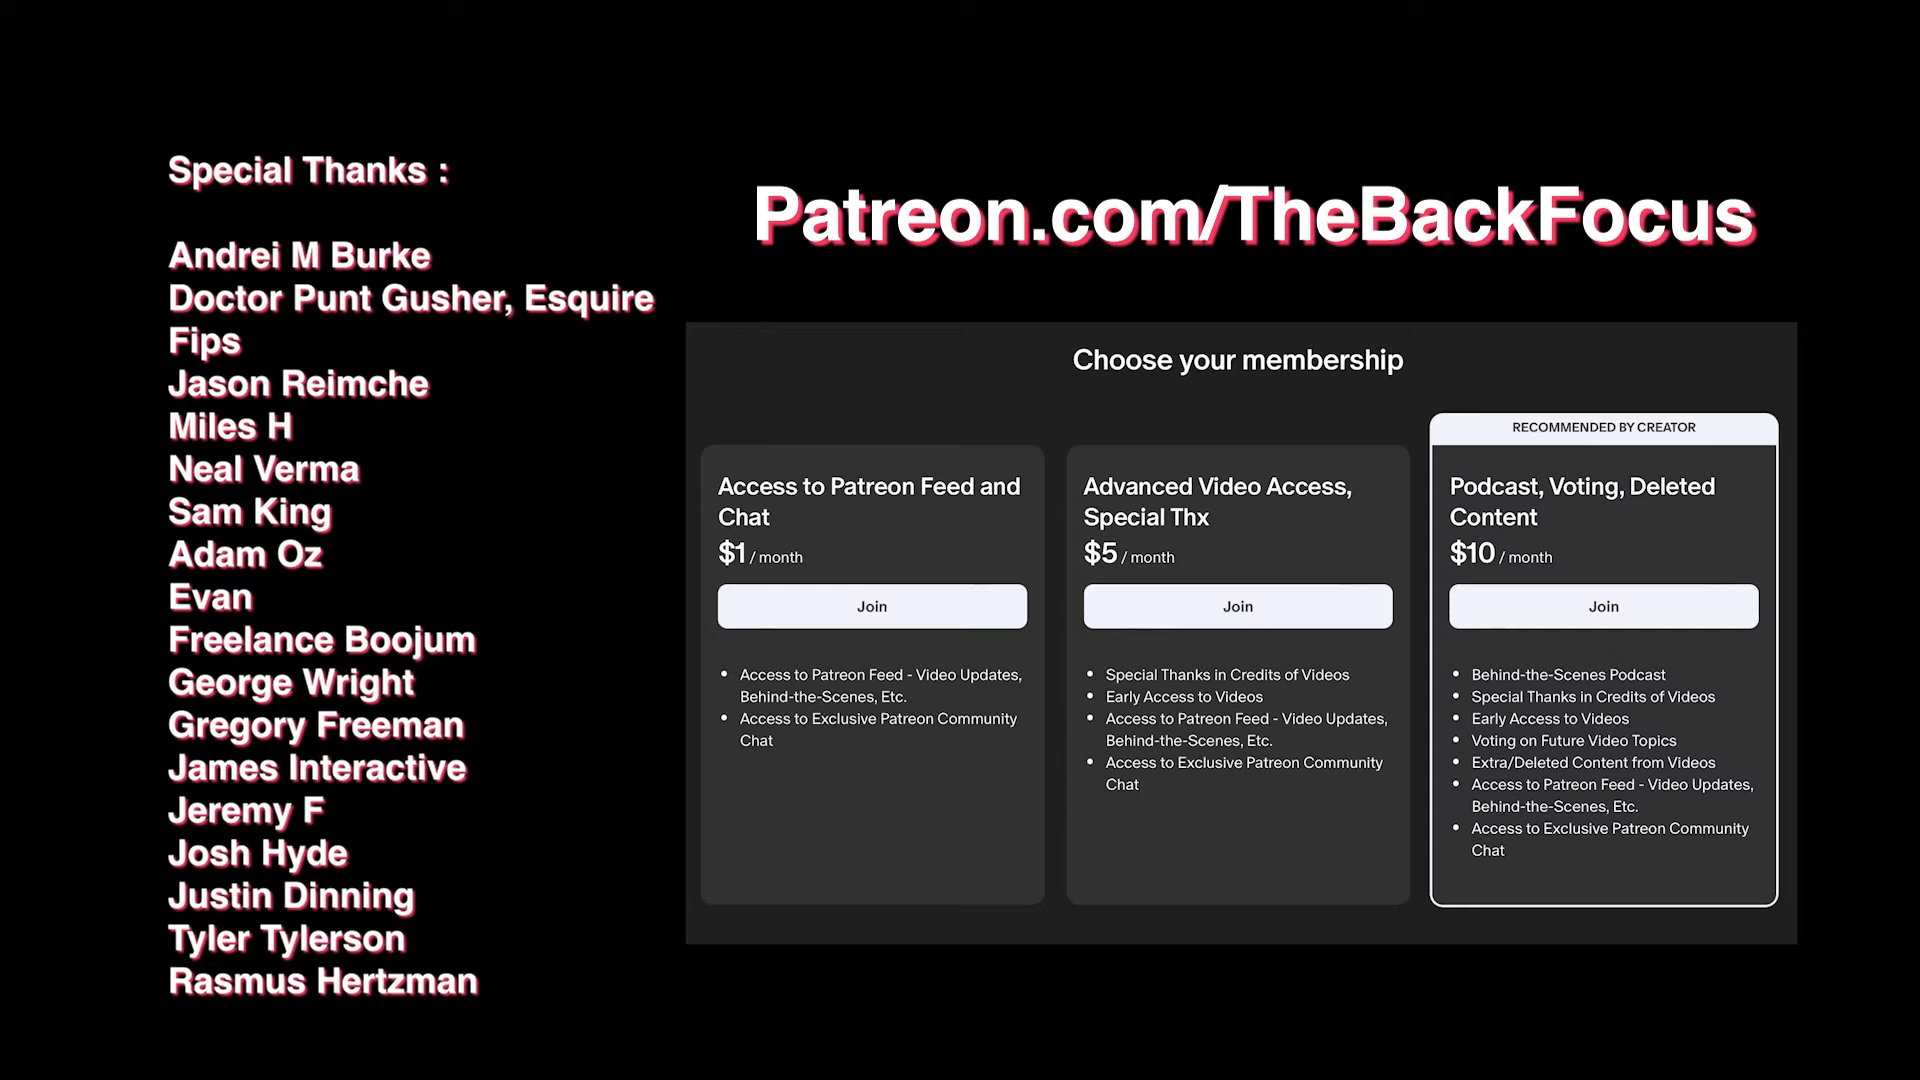 Special Thanks :
Andrei M Burke
Doctor Punt Gusher, Esquire
Fips
Jason Reimche
Miles H
Neal Verma
Sam King
Adam Oz
Evan
Freelance Boojum
George Wright
Gregory Freeman
James Interactive
Jeremy F
Josh Hyde
Justin Dinning
Tyler Tylerson
Rasmus Hertzman
Patreon.com/TheBackFocus
Choose your membership
Access to Patreon Feed and
Chat
$1 / month
Join
• Access to Patreon Feed - Video Updates,
Behind-the-Scenes, Etc.
• Access to Exclusive Patreon Community
Chat
Advanced Video Access,
Special Thx
$5 / month
Join
• Special Thanks in Credits of Videos
• Early Access to Videos
• Access to Patreon Feed - Video Updates,
Behind-the-Scenes, Etc.
• Access to Exclusive Patreon Community
Chat
RECOMMENDED BY CREATOR
Podcast, Voting, Deleted
Content
$10 / month
Join
• Behind-the-Scenes Podcast
• Special Thanks in Credits of Videos
• Early Access to Videos
• Voting on Future Video Topics
• Extra/Deleted Content from Videos
• Access to Patreon Feed - Video Updates,
Behind-the-Scenes, Etc.
• Access to Exclusive Patreon Community
Chat